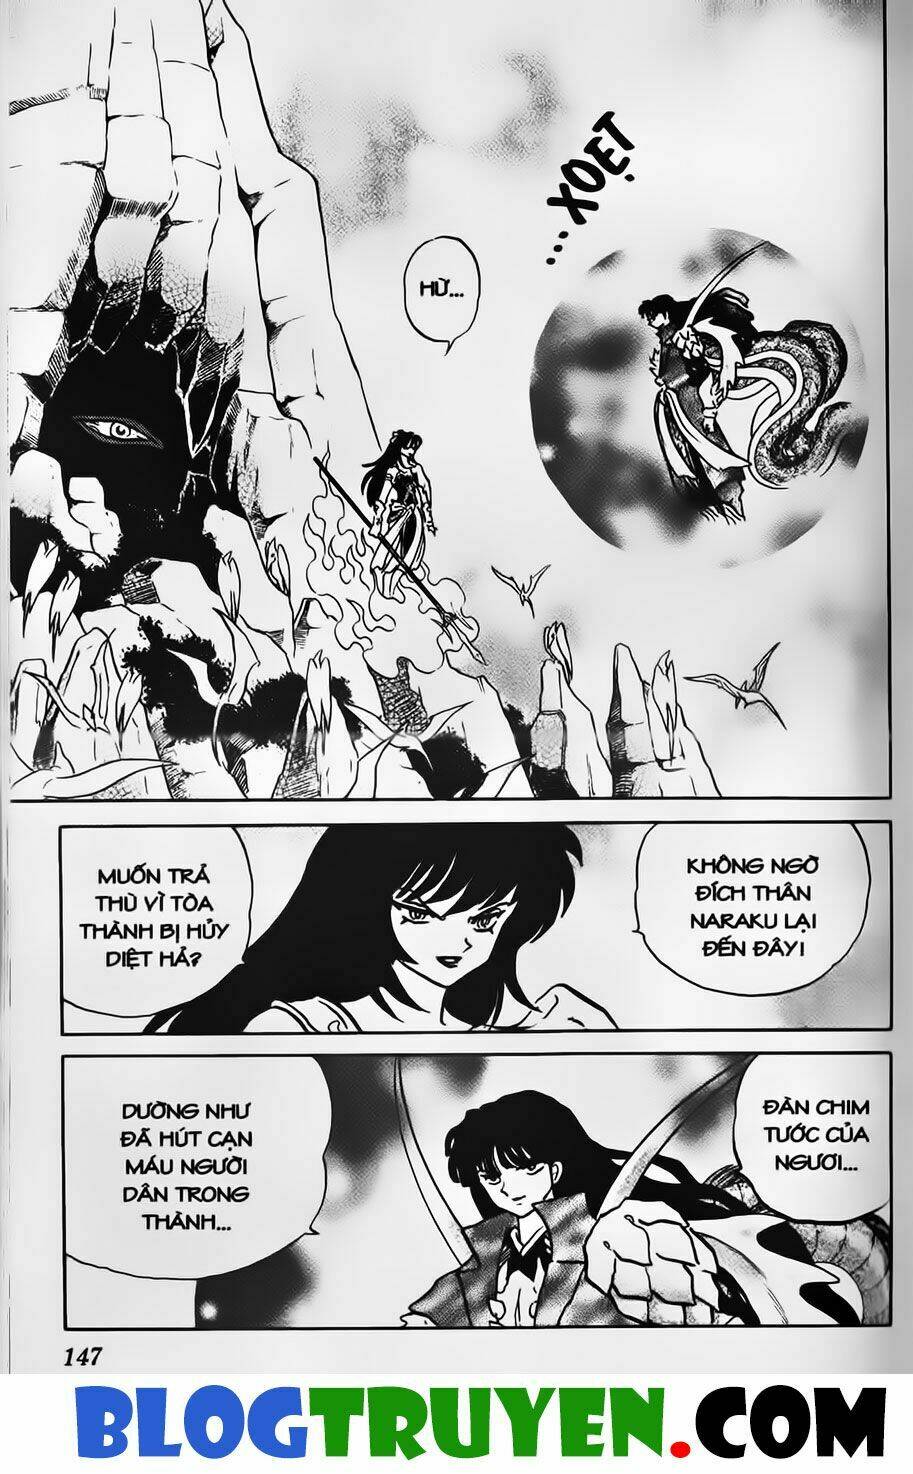 ... XOẸT
HỪ...
KHÔNG NGỜ
ĐÍCH THÂN
NARAKU LẠI
ĐẾN ĐÂY!
MUỐN TRẢ
THÙ VÌ TÒA
THÀNH BỊ HỦY
DIỆT HẢ?
ĐÀN CHIM
TƯỚC CỦA
NGƯƠI...
DƯỜNG NHƯ
ĐÃ HÚT CẠN
MÁU NGƯỜI
DÂN TRONG
THÀNH...
147
BLOGTRUYEN.COM